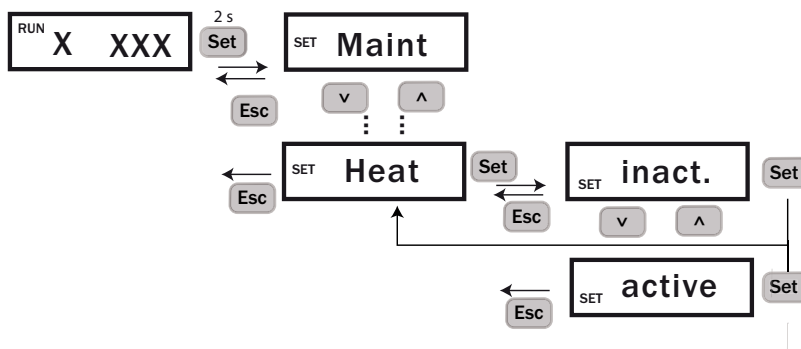 2 s
RUN X XXX Set SET Maint
Esc ˅ ˄
SET Heat Set SET inact. Set
Esc Esc ˅ ˄
SET active Set
Esc